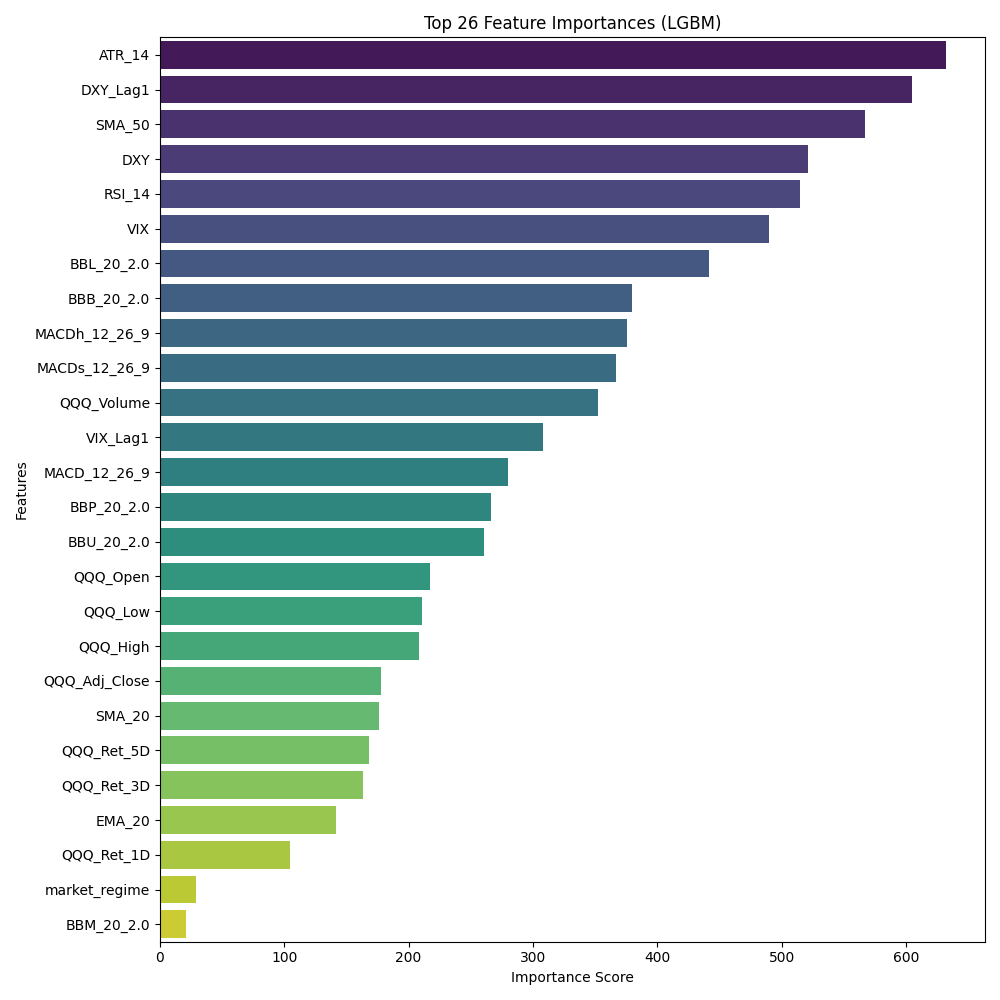 Top 26 Feature Importances (LGBM)
ATR_14
DXY_Lag1
SMA_50
DXY
RSI_14
VIX
BBL_20_2.0
BBB_20_2.0
MACDh_12_26_9
MACDs_12_26_9
QQQ_Volume
VIX_Lag1
MACD_12_26_9
BBP_20_2.0
BBU_20_2.0
QQQ_Open
QQQ_Low
QQQ_High
QQQ_Adj_Close
SMA_20
QQQ_Ret_5D
QQQ_Ret_3D
EMA_20
QQQ_Ret_1D
market_regime
BBM_20_2.0
Features
0 100 200 300 400 500 600
Importance Score